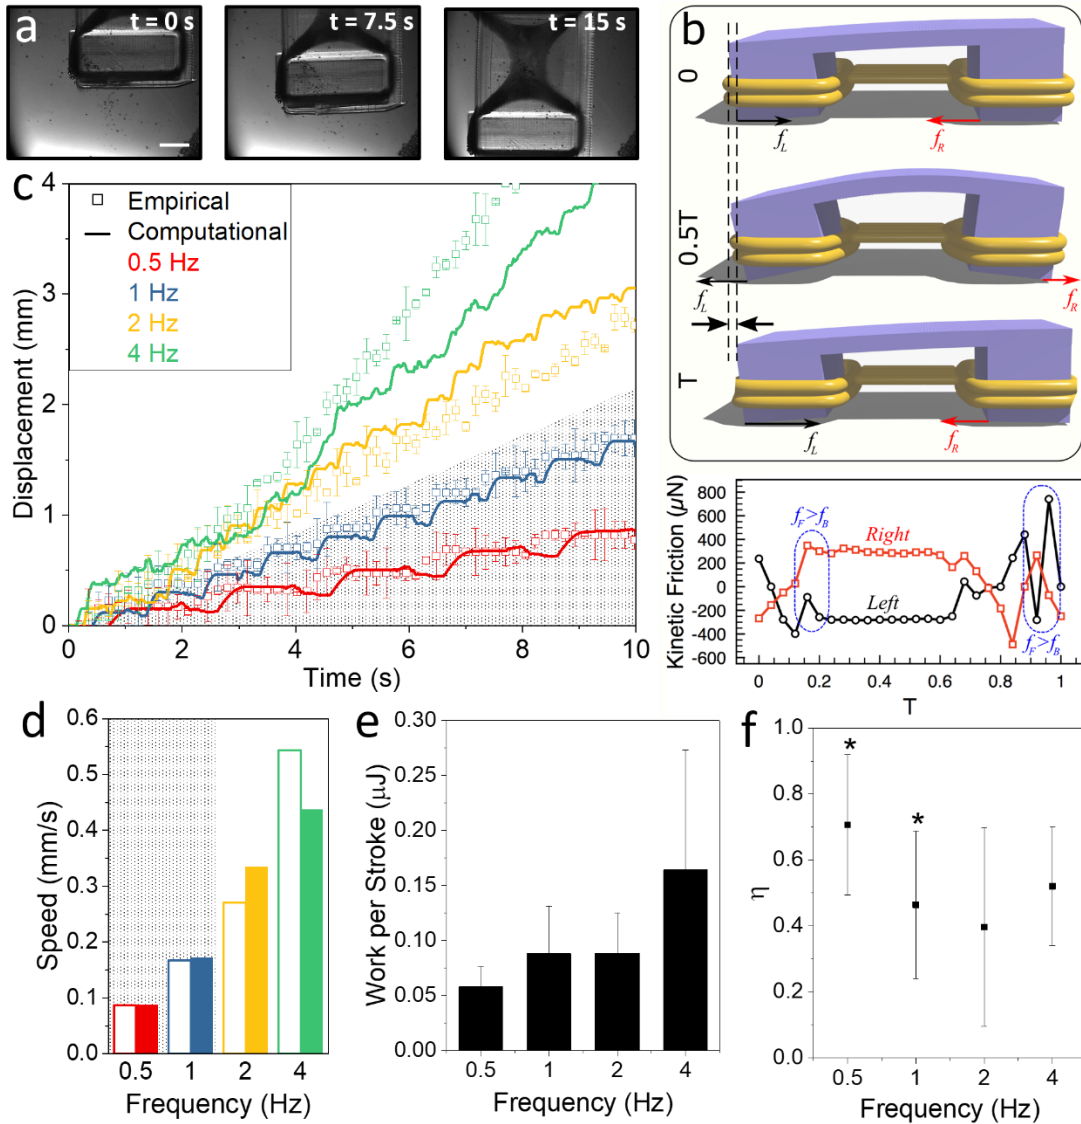 a
t = 0 s
t = 7.5 s
t = 15 s
b
0
f_L
f_R
0.5T
f_L
f_R
T
f_L
f_R
c
4
3
2
1
0
Displacement (mm)
Empirical
Computational
0.5 Hz
1 Hz
2 Hz
4 Hz
0 2 4 6 8 10
Time (s)
Kinetic Friction (μN)
800
600
400
200
0
-200
-400
-600
f_F>f_B
Right
Left
f_F>f_B
0 0.2 0.4 0.6 0.8 1
T
d
0.6
0.5
0.4
0.3
0.2
0.1
0.0
Speed (mm/s)
0.5 1 2 4
Frequency (Hz)
e
0.30
0.25
0.20
0.15
0.10
0.05
0.00
Work per Stroke (μJ)
0.5 1 2 4
Frequency (Hz)
f
1.0
0.8
0.6
0.4
0.2
0.0
η
* *
0.5 1 2 4
Frequency (Hz)